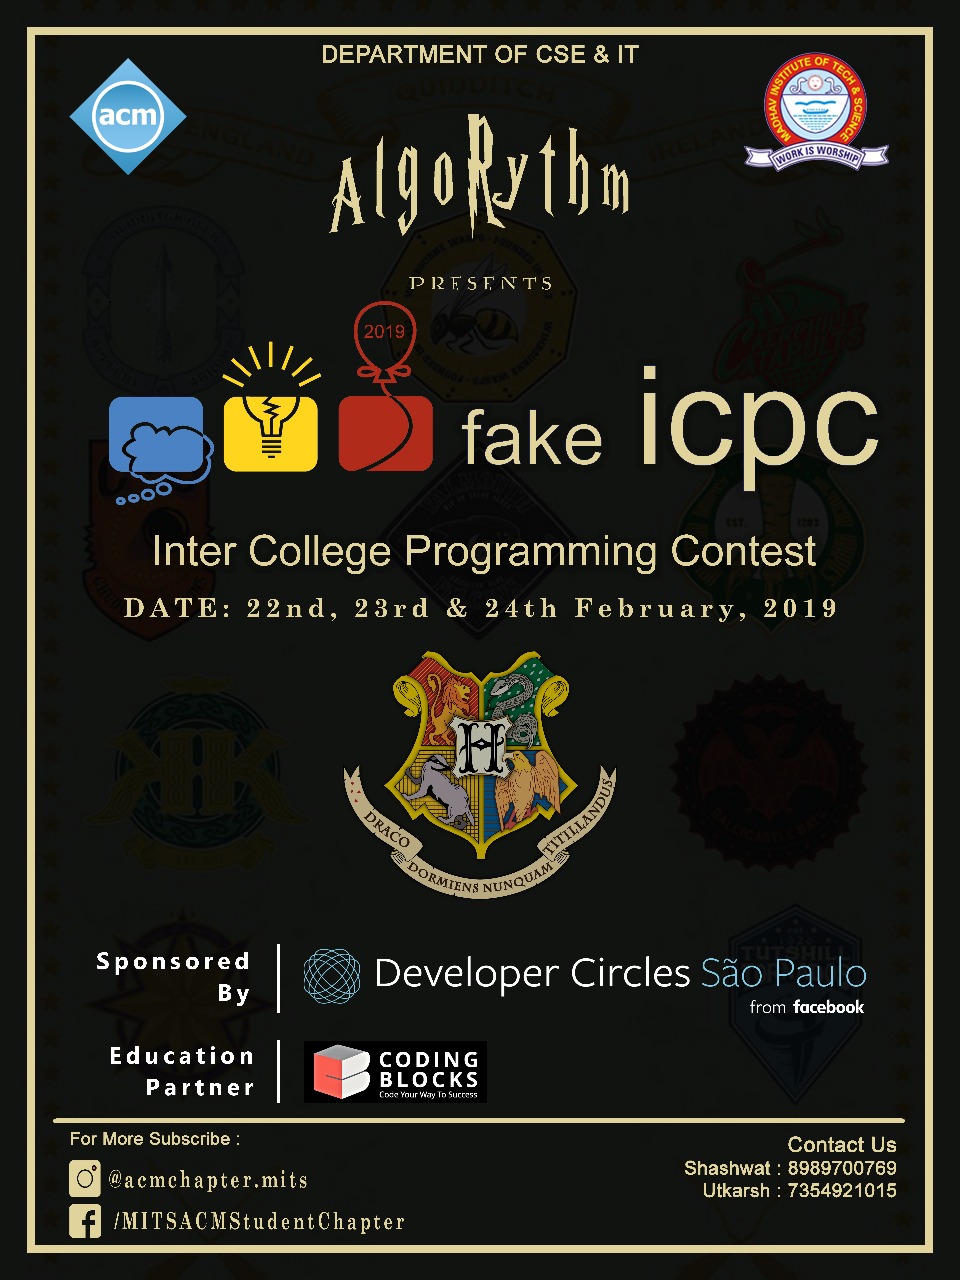 DEPARTMENT OF CSE & IT
acm
MADHAV INSTITUTE OF TECH & SCIENCE
WORK IS WORSHIP
AlgoRythm
PRESENTS
2019
fake icpc
Inter College Programming Contest
DATE: 22nd, 23rd & 24th February, 2019
H
DRACO DORMIENS NUNQUAM TITILLANDUS
Sponsored By
Developer Circles São Paulo
from facebook
Education Partner
CODING BLOCKS
Code Your Way To Success
For More Subscribe :
@acmchapter.mits
/MITSACMStudentChapter
Contact Us
Shashwat : 8989700769
Utkarsh : 7354921015
QUIDDITCH
TUTSHILL